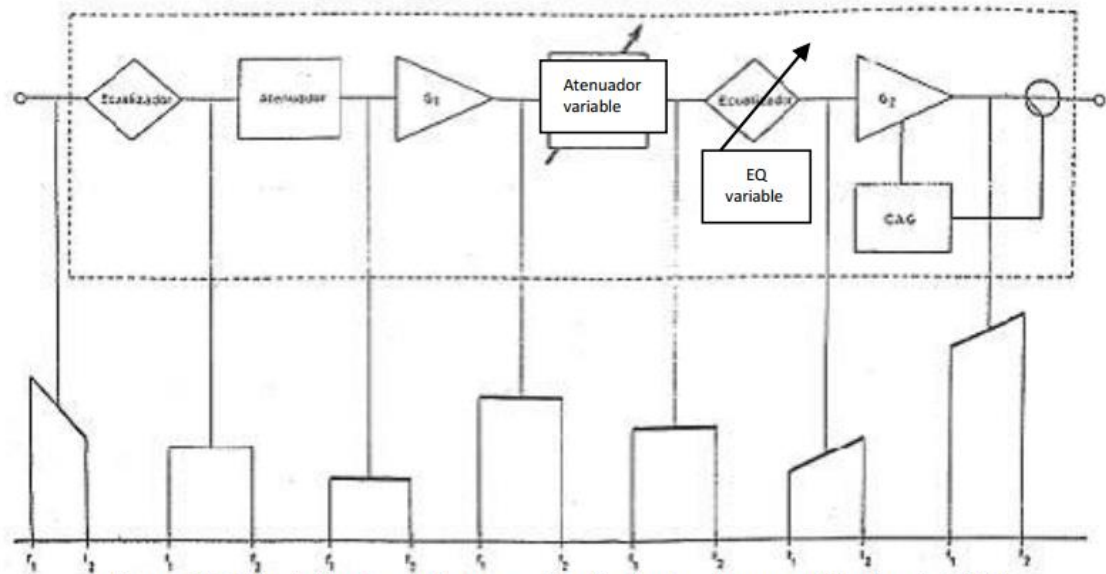 Ecualizador
Atenuador
G₁
Atenuador
variable
Ecualizador
EQ
variable
G₂
CAG
f₁ f₂ f₁ f₂ f₁ f₂ f₁ f₂ f₁ f₂ f₁ f₂ f₁ f₂